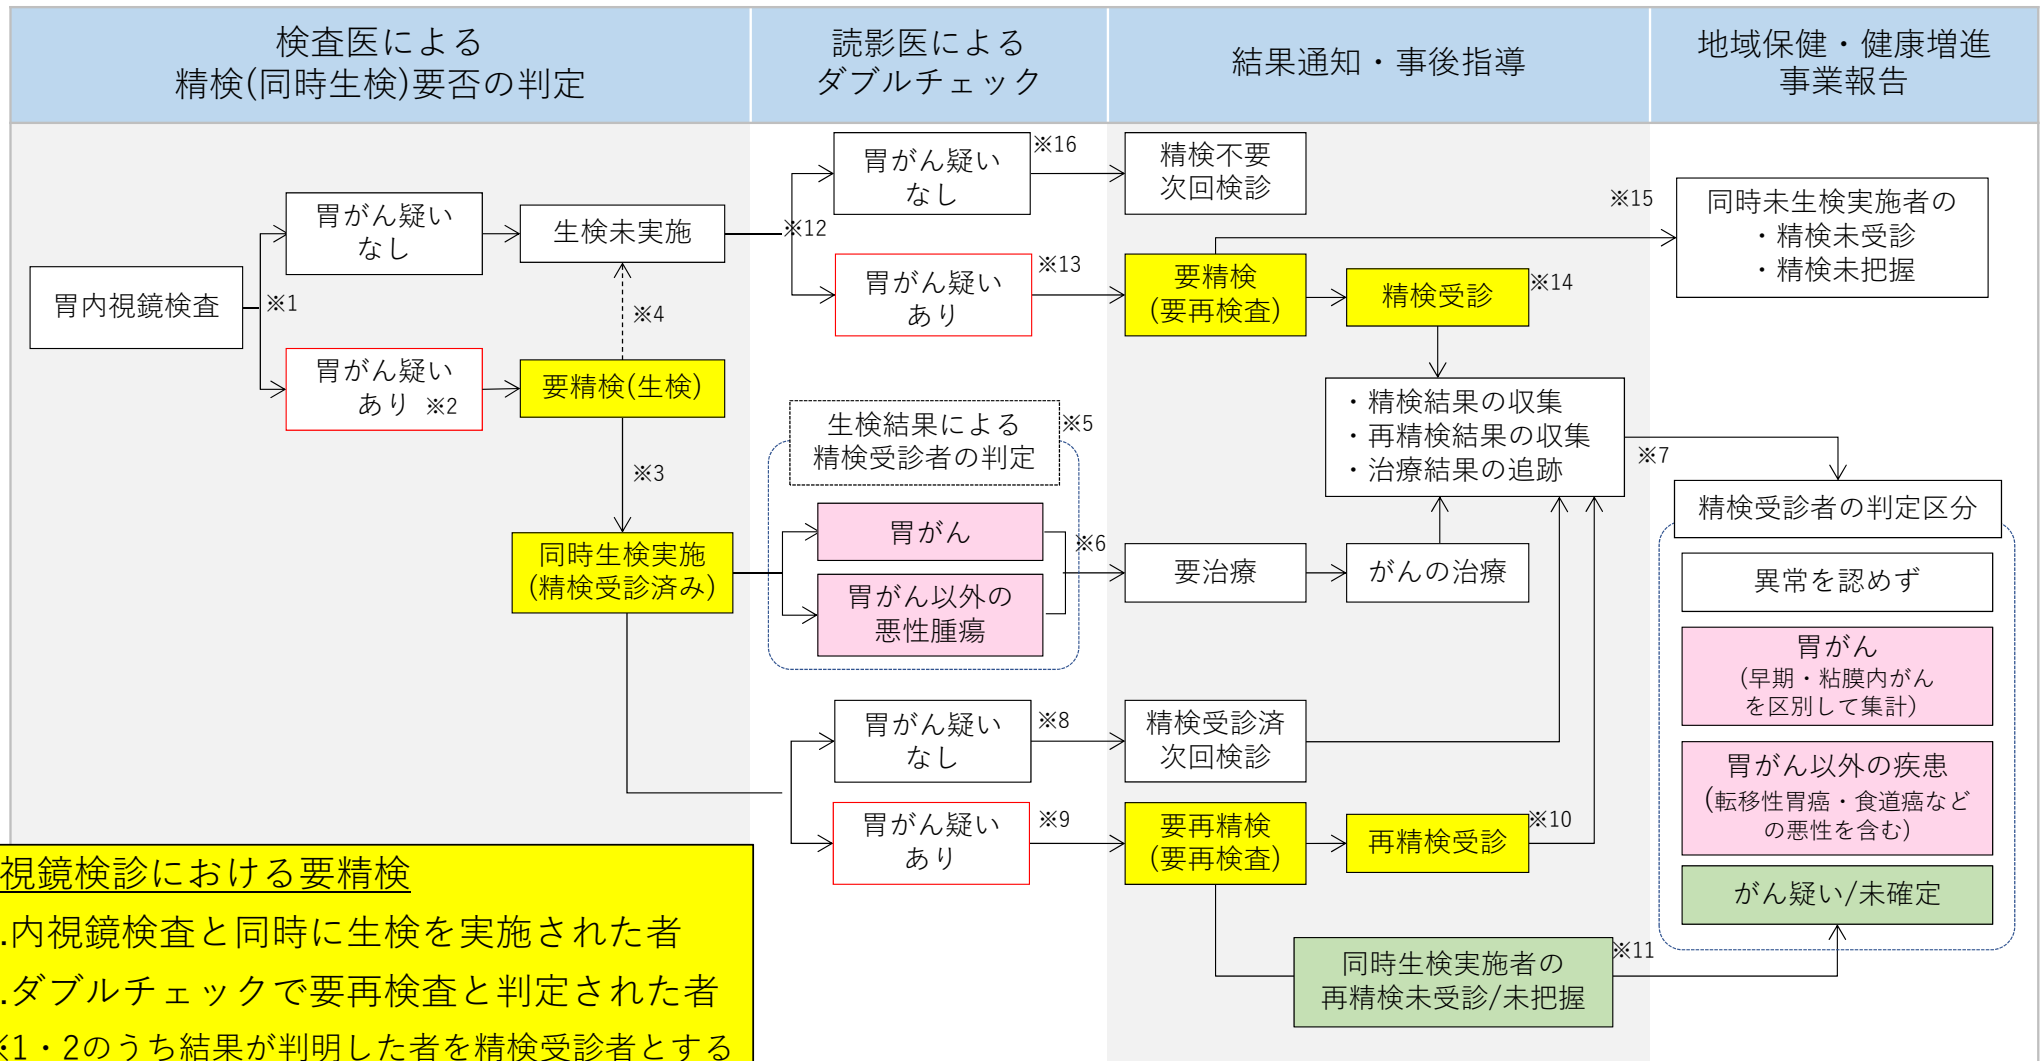 検査医による
精検(同時生検)要否の判定
読影医による
ダブルチェック
結果通知・事後指導
地域保健・健康増進
事業報告
胃内視鏡検査
※1
胃がん疑い
なし
胃がん疑い
あり ※2
生検未実施
※4
要精検(生検)
※3
同時生検実施
(精検受診済み)
※12
胃がん疑い
なし
※16
胃がん疑い
あり
※13
生検結果による
精検受診者の判定
※5
胃がん
胃がん以外の
悪性腫瘍
※6
胃がん疑い
なし
※8
胃がん疑い
あり
※9
精検不要
次回検診
要精検
(要再検査)
精検受診
※14
・精検結果の収集
・再精検結果の収集
・治療結果の追跡
※7
要治療
がんの治療
精検受診済
次回検診
要再精検
(要再検査)
再精検受診
※10
同時生検実施者の
再精検未受診/未把握
※11
※15
同時未生検実施者の
・精検未受診
・精検未把握
精検受診者の判定区分
異常を認めず
胃がん
(早期・粘膜内がん
を区別して集計)
胃がん以外の疾患
(転移性胃癌・食道癌など
の悪性を含む)
がん疑い/未確定
視鏡検診における要精検
.内視鏡検査と同時に生検を実施された者
.ダブルチェックで要再検査と判定された者
※1・2のうち結果が判明した者を精検受診者とする